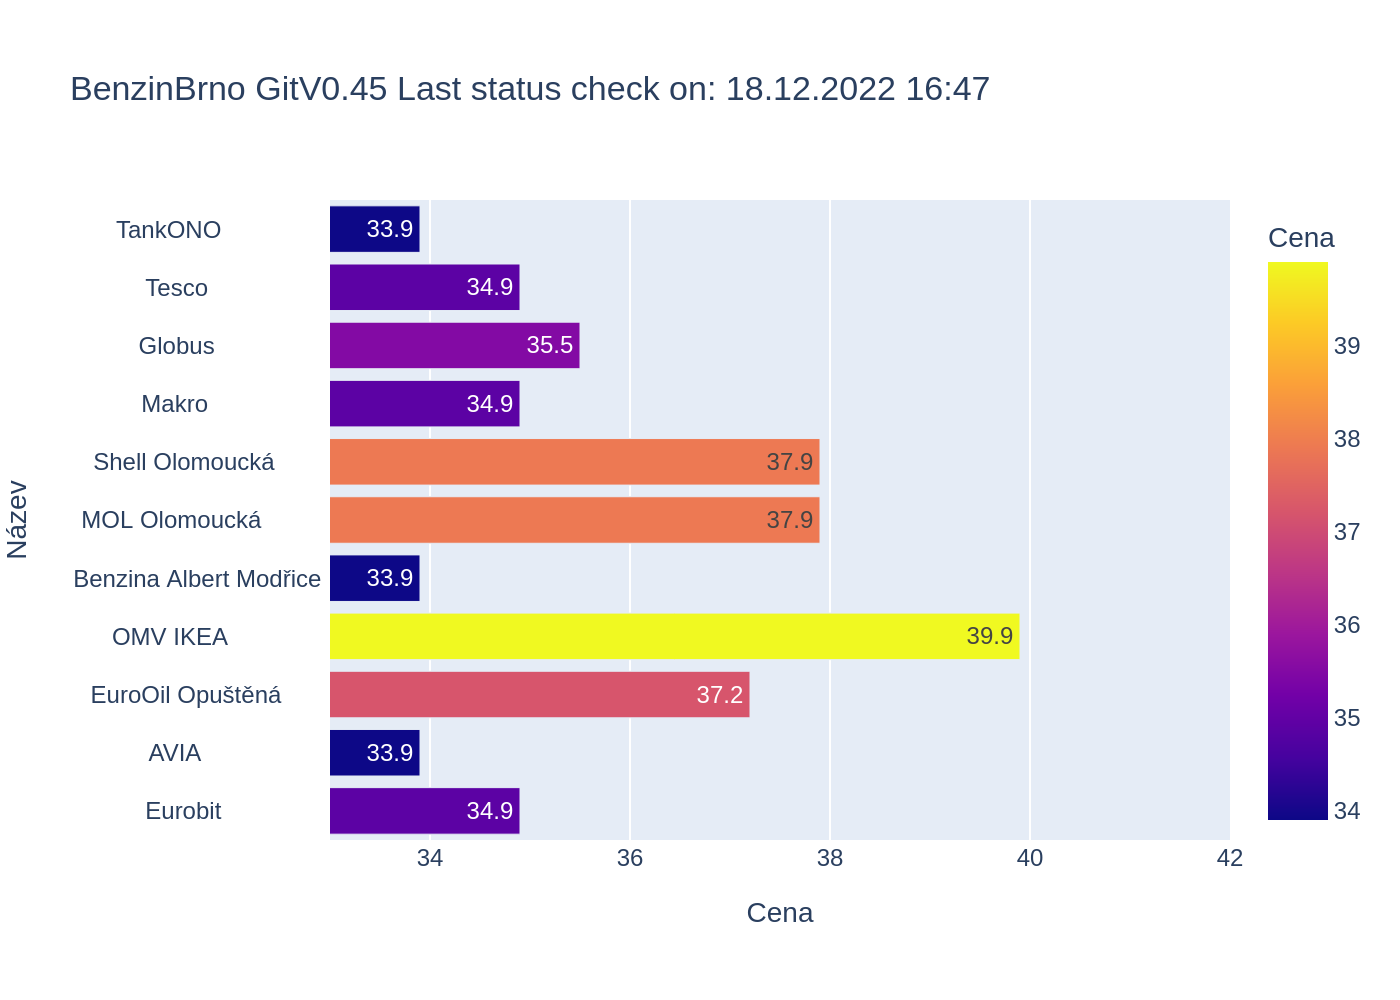 BenzinBrno GitV0.45 Last status check on: 18.12.2022 16:47
Cena
TankONO 33.9
Tesco 34.9
Globus 35.5
Makro 34.9
Shell Olomoucká 37.9
MOL Olomoucká 37.9
Benzina Albert Modřice 33.9
OMV IKEA 39.9
EuroOil Opuštěná 37.2
AVIA 33.9
Eurobit 34.9
Název
34 36 38 40 42
Cena
39
38
37
36
35
34